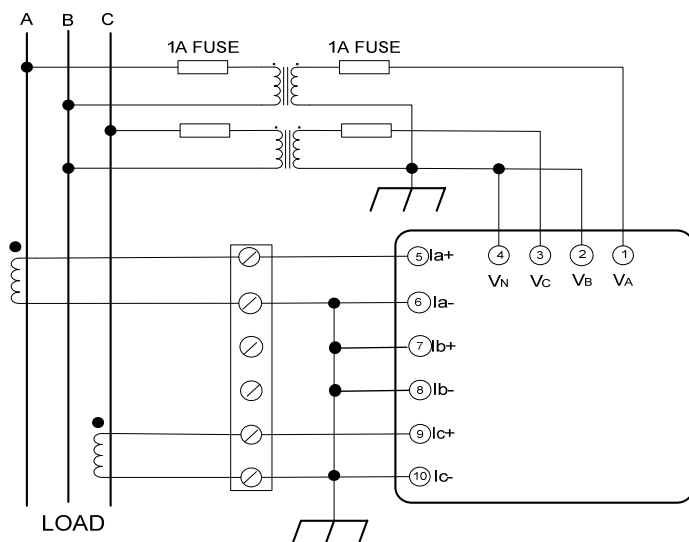 A B C
1A FUSE 1A FUSE
4 3 2 1
VN VC VB VA
5 Ia+
6 Ia-
7 Ib+
8 Ib-
9 Ic+
10 Ic-
LOAD